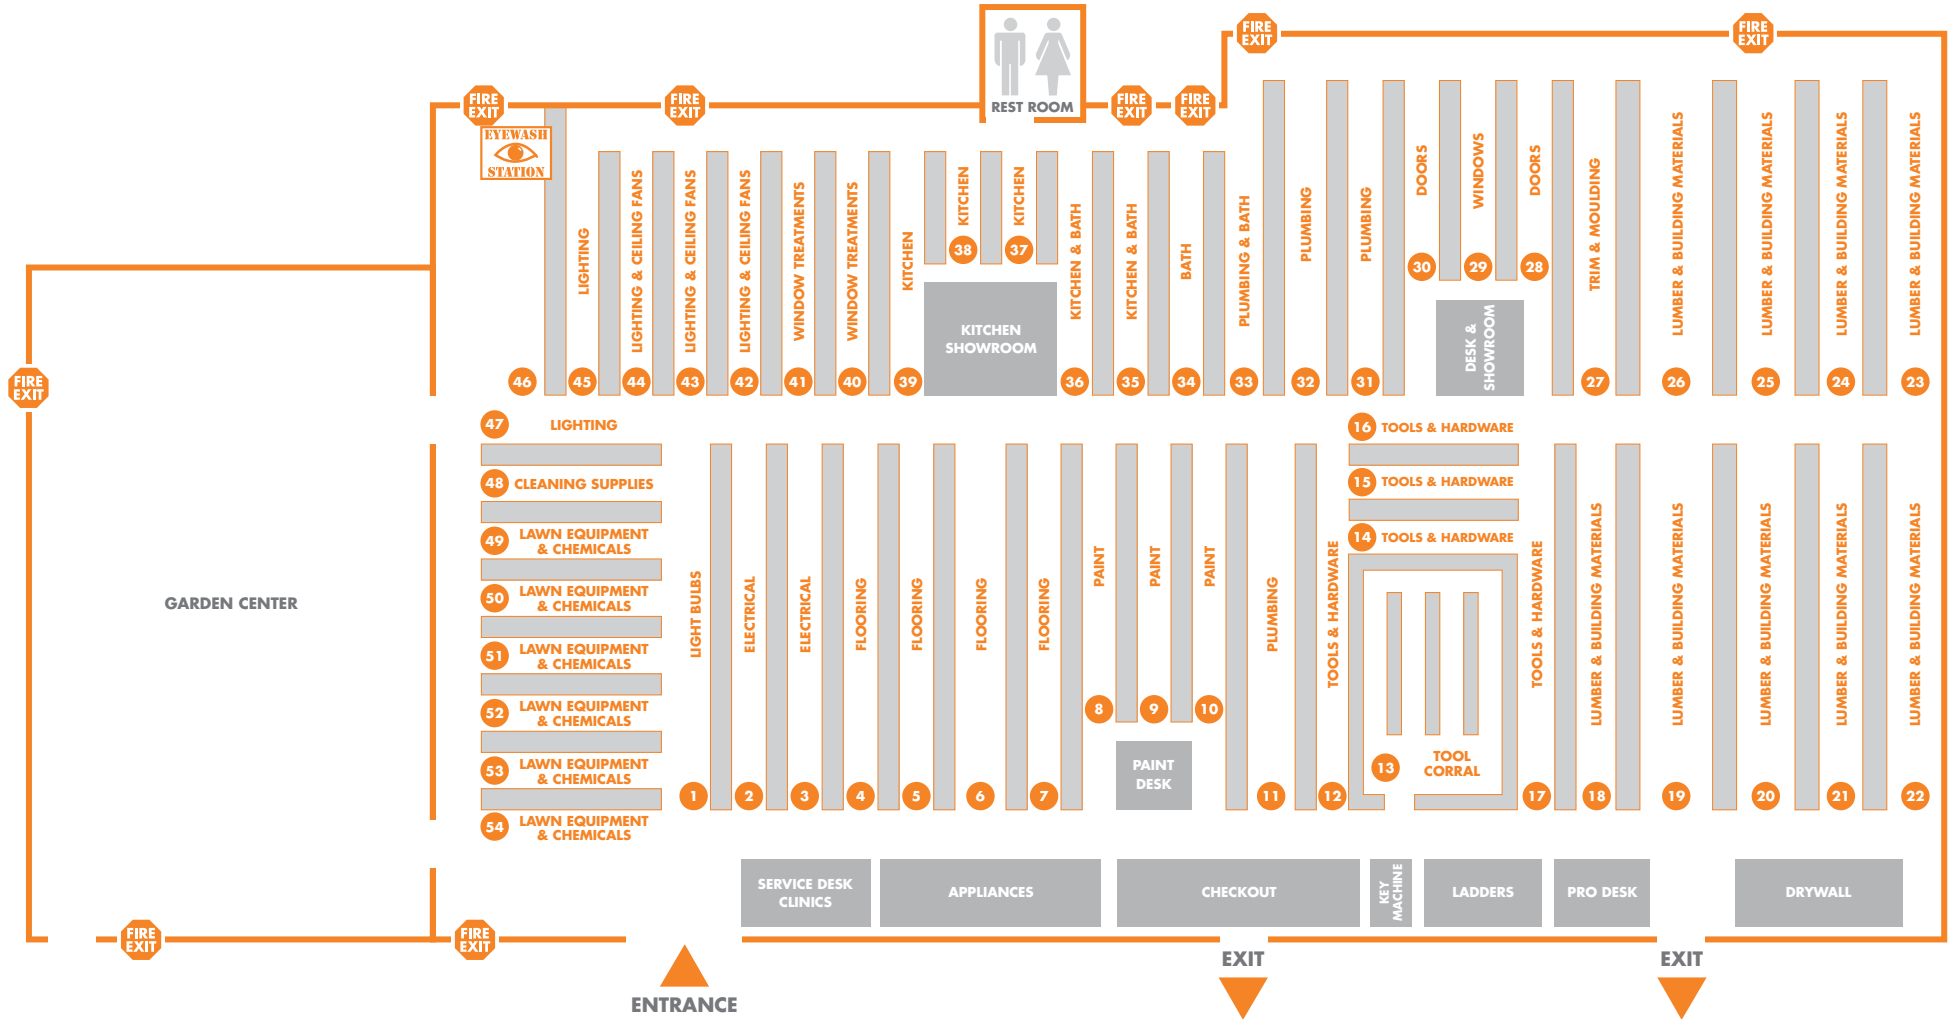 FIRE
EXIT
FIRE
EXIT
REST ROOM
FIRE
EXIT
FIRE
EXIT
FIRE
EXIT
FIRE
EXIT
EYEWASH
STATION
LIGHTING
LIGHTING & CEILING FANS
LIGHTING & CEILING FANS
LIGHTING & CEILING FANS
WINDOW TREATMENTS
WINDOW TREATMENTS
KITCHEN
KITCHEN
KITCHEN
KITCHEN & BATH
KITCHEN & BATH
BATH
PLUMBING & BATH
PLUMBING
PLUMBING
DOORS
WINDOWS
DOORS
TRIM & MOULDING
LUMBER & BUILDING MATERIALS
LUMBER & BUILDING MATERIALS
LUMBER & BUILDING MATERIALS
LUMBER & BUILDING MATERIALS
38
37
30
29
28
KITCHEN
SHOWROOM
DESK &
SHOWROOM
FIRE
EXIT
46
45
44
43
42
41
40
39
36
35
34
33
32
31
27
26
25
24
23
47
LIGHTING
48
CLEANING SUPPLIES
49
LAWN EQUIPMENT
& CHEMICALS
50
LAWN EQUIPMENT
& CHEMICALS
51
LAWN EQUIPMENT
& CHEMICALS
52
LAWN EQUIPMENT
& CHEMICALS
53
LAWN EQUIPMENT
& CHEMICALS
54
LAWN EQUIPMENT
& CHEMICALS
16
TOOLS & HARDWARE
15
TOOLS & HARDWARE
14
TOOLS & HARDWARE
GARDEN CENTER
LIGHT BULBS
ELECTRICAL
ELECTRICAL
FLOORING
FLOORING
FLOORING
FLOORING
PAINT
PAINT
PAINT
PLUMBING
TOOLS & HARDWARE
TOOLS & HARDWARE
LUMBER & BUILDING MATERIALS
LUMBER & BUILDING MATERIALS
LUMBER & BUILDING MATERIALS
LUMBER & BUILDING MATERIALS
LUMBER & BUILDING MATERIALS
8
9
10
PAINT
DESK
13
TOOL
CORRAL
1
2
3
4
5
6
7
11
12
17
18
19
20
21
22
SERVICE DESK
CLINICS
APPLIANCES
CHECKOUT
KEY
MACHINE
LADDERS
PRO DESK
DRYWALL
FIRE
EXIT
FIRE
EXIT
ENTRANCE
EXIT
EXIT